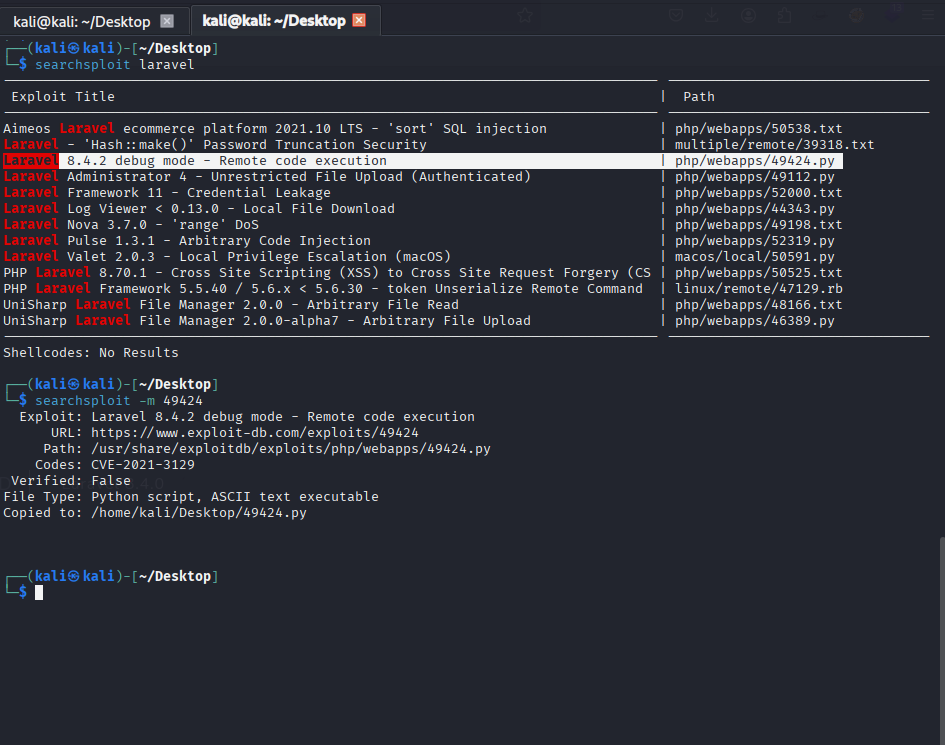 kali@kali: ~/Desktop
kali@kali: ~/Desktop
┌──(kali㉿kali)-[~/Desktop]
└─$ searchsploit laravel
Exploit Title | Path
Aimeos Laravel ecommerce platform 2021.10 LTS - 'sort' SQL injection | php/webapps/50538.txt
Laravel - 'Hash::make()' Password Truncation Security | multiple/remote/39318.txt
Laravel 8.4.2 debug mode - Remote code execution | php/webapps/49424.py
Laravel Administrator 4 - Unrestricted File Upload (Authenticated) | php/webapps/49112.py
Laravel Framework 11 - Credential Leakage | php/webapps/52000.txt
Laravel Log Viewer < 0.13.0 - Local File Download | php/webapps/44343.py
Laravel Nova 3.7.0 - 'range' DoS | php/webapps/49198.txt
Laravel Pulse 1.3.1 - Arbitrary Code Injection | php/webapps/52319.py
Laravel Valet 2.0.3 - Local Privilege Escalation (macOS) | macos/local/50591.py
PHP Laravel 8.70.1 - Cross Site Scripting (XSS) to Cross Site Request Forgery (CS | php/webapps/50525.txt
PHP Laravel Framework 5.5.40 / 5.6.x < 5.6.30 - token Unserialize Remote Command | linux/remote/47129.rb
UniSharp Laravel File Manager 2.0.0 - Arbitrary File Read | php/webapps/48166.txt
UniSharp Laravel File Manager 2.0.0-alpha7 - Arbitrary File Upload | php/webapps/46389.py
Shellcodes: No Results
┌──(kali㉿kali)-[~/Desktop]
└─$ searchsploit -m 49424
Exploit: Laravel 8.4.2 debug mode - Remote code execution
URL: https://www.exploit-db.com/exploits/49424
Path: /usr/share/exploitdb/exploits/php/webapps/49424.py
Codes: CVE-2021-3129
Verified: False
File Type: Python script, ASCII text executable
Copied to: /home/kali/Desktop/49424.py
┌──(kali㉿kali)-[~/Desktop]
└─$